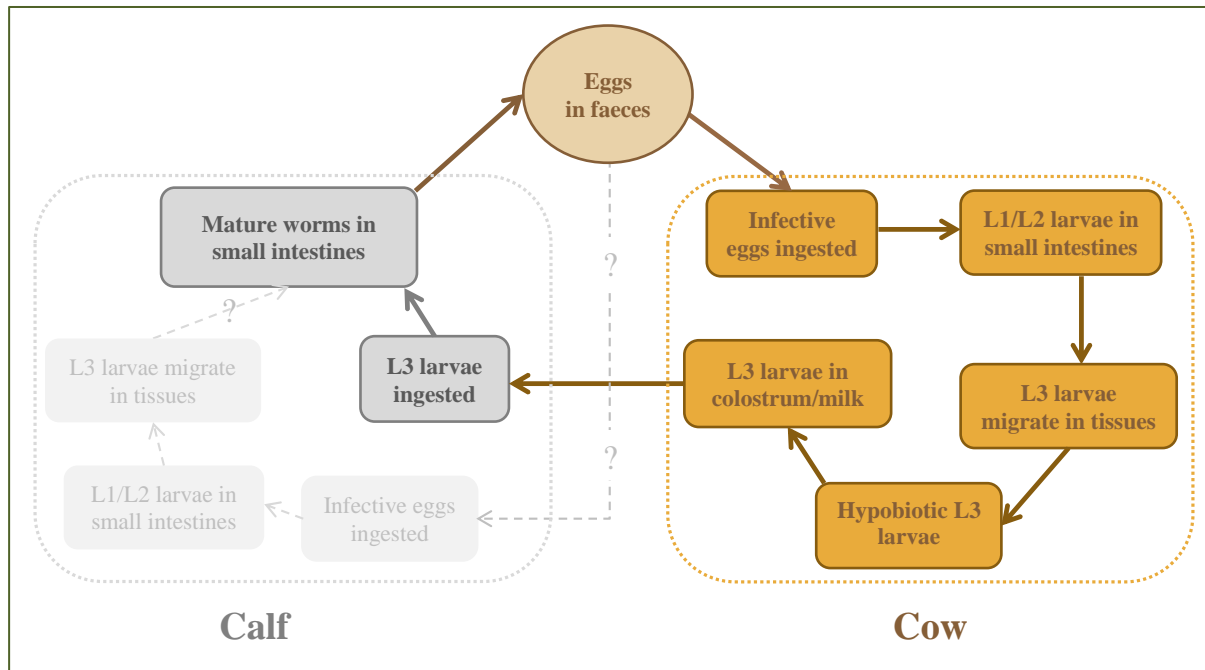 Eggs
in faeces
Mature worms in
small intestines
Infective
eggs ingested
L1/L2 larvae in
small intestines
?
?
L3 larvae migrate
in tissues
L3 larvae
ingested
L3 larvae in
colostrum/milk
L3 larvae
migrate in tissues
?
L1/L2 larvae in
small intestines
Infective eggs
ingested
Hypobiotic L3
larvae
Calf
Cow